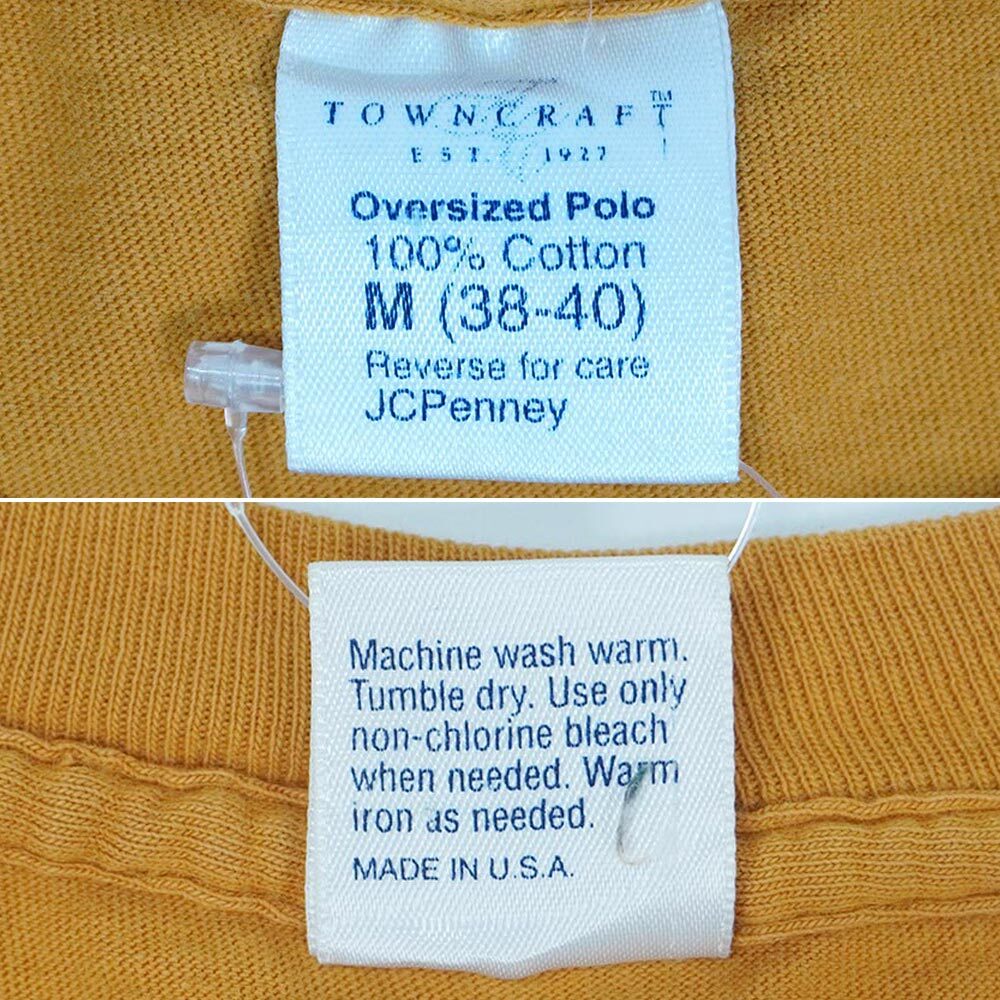 TOWNCRAFT™
EST. 1927
Oversized Polo
100% Cotton
M (38-40)
Reverse for care
JCPenney
Machine wash warm.
Tumble dry. Use only
non-chlorine bleach
when needed. Warm
iron as needed.
MADE IN U.S.A.